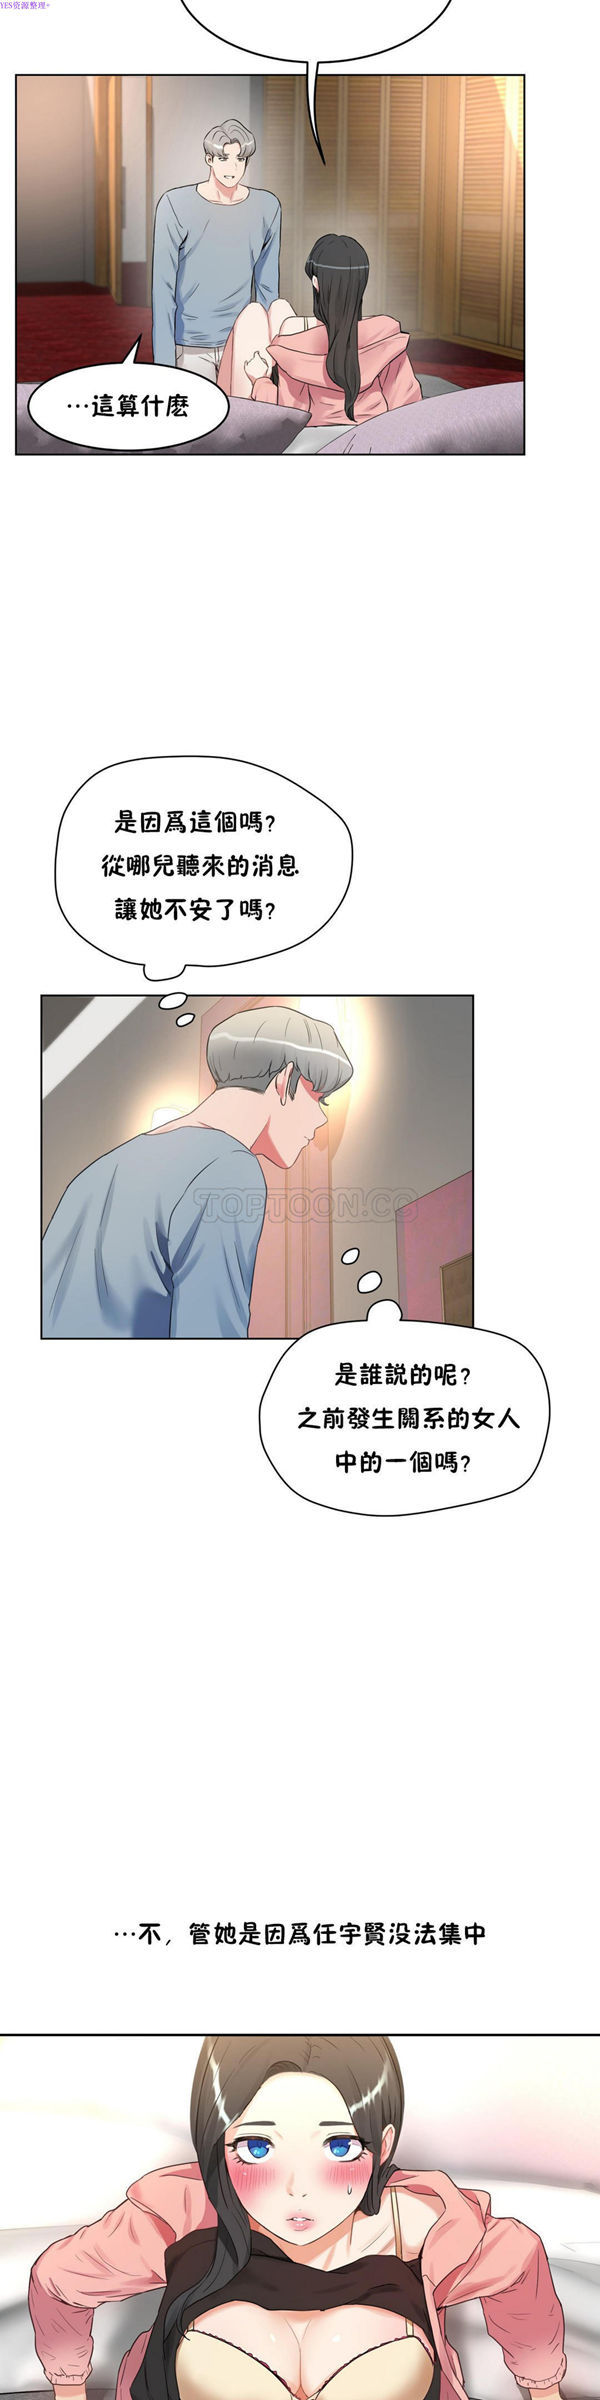 YES资源整理+
…這算什麽
是因爲這個嗎?
從哪兒聽來的消息
讓她不安了嗎?
TOPTOON.CC
是誰説的呢?
之前發生關系的女人
中的一個嗎?
…不, 管她是因爲任宇賢没法集中